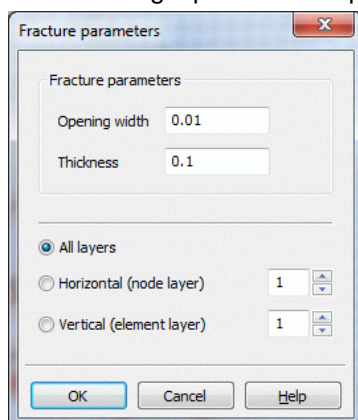 Fracture parameters
Fracture parameters
Opening width 0.01
Thickness 0.1
All layers
Horizontal (node layer) 1
Vertical (element layer) 1
OK Cancel Help